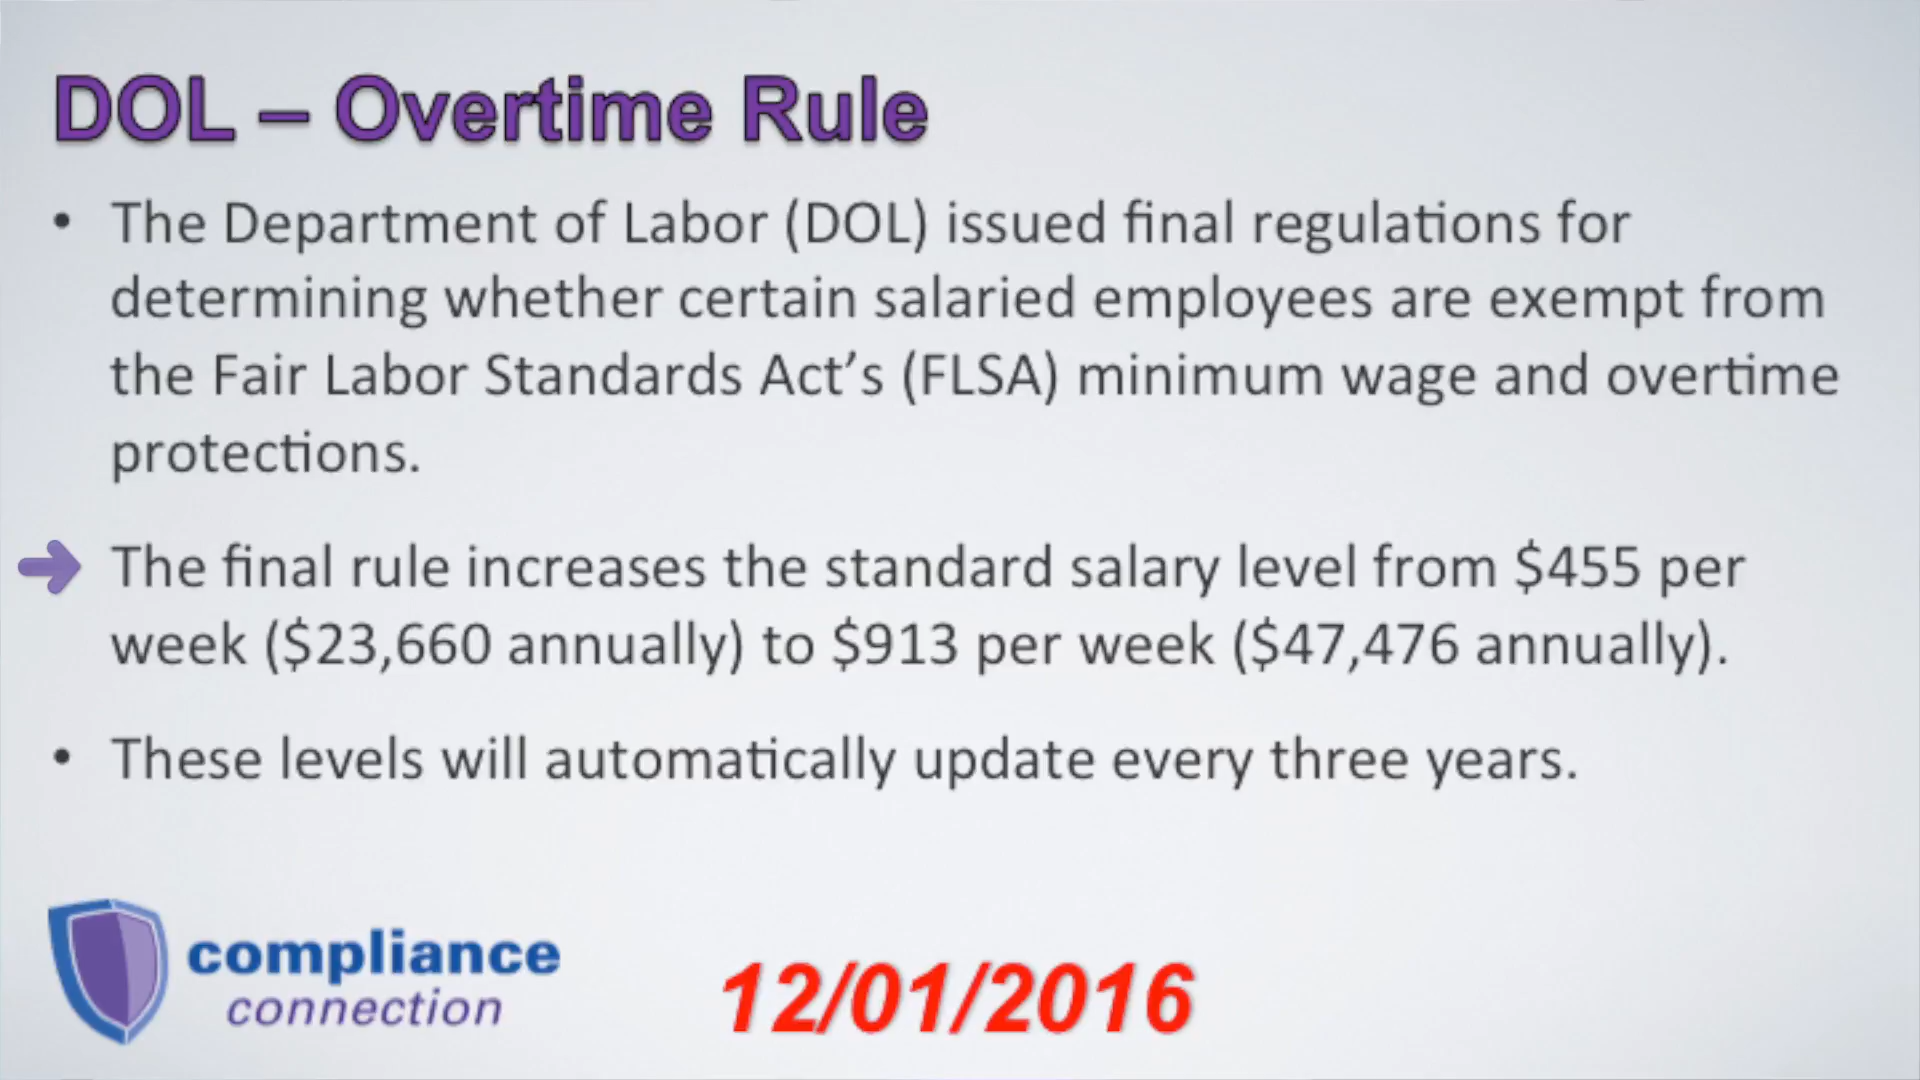 DOL – Overtime Rule
• The Department of Labor (DOL) issued final regulations for
determining whether certain salaried employees are exempt from
the Fair Labor Standards Act’s (FLSA) minimum wage and overtime
protections.
The final rule increases the standard salary level from $455 per
week ($23,660 annually) to $913 per week ($47,476 annually).
• These levels will automatically update every three years.
compliance
connection
12/01/2016